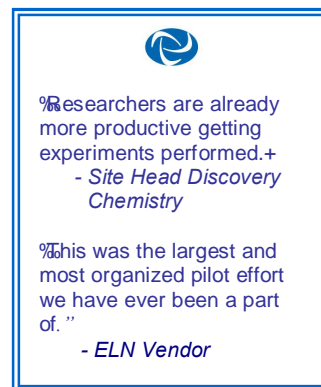 ‰Researchers are already
more productive getting
experiments performed.+
- Site Head Discovery
Chemistry
‰This was the largest and
most organized pilot effort
we have ever been a part
of. ”
- ELN Vendor